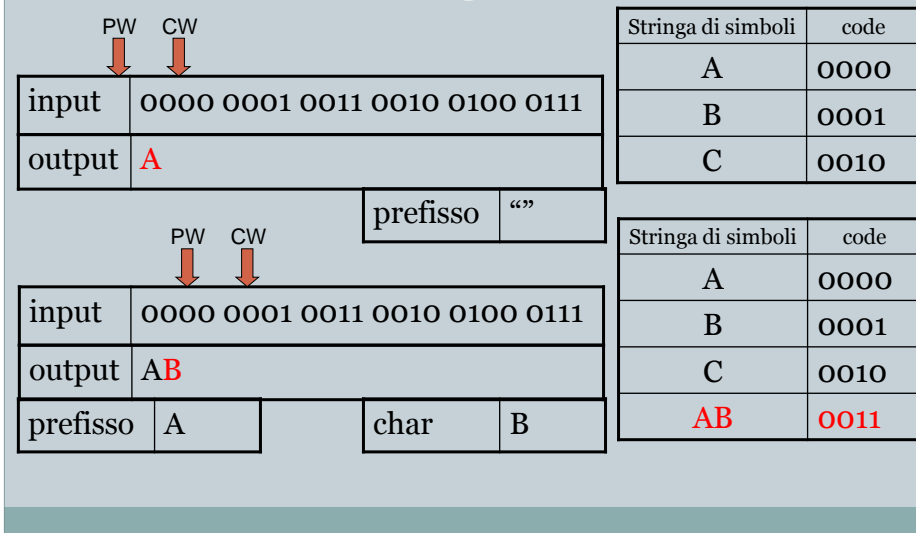 PW CW
input 0000 0001 0011 0010 0100 0111
output A
prefisso “”
Stringa di simboli code
A 0000
B 0001
C 0010
PW CW
input 0000 0001 0011 0010 0100 0111
output AB
prefisso A char B
Stringa di simboli code
A 0000
B 0001
C 0010
AB 0011